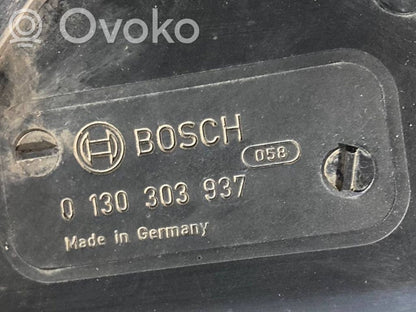 Ovoko
BOSCH
058
0 130 303 937
Made in Germany